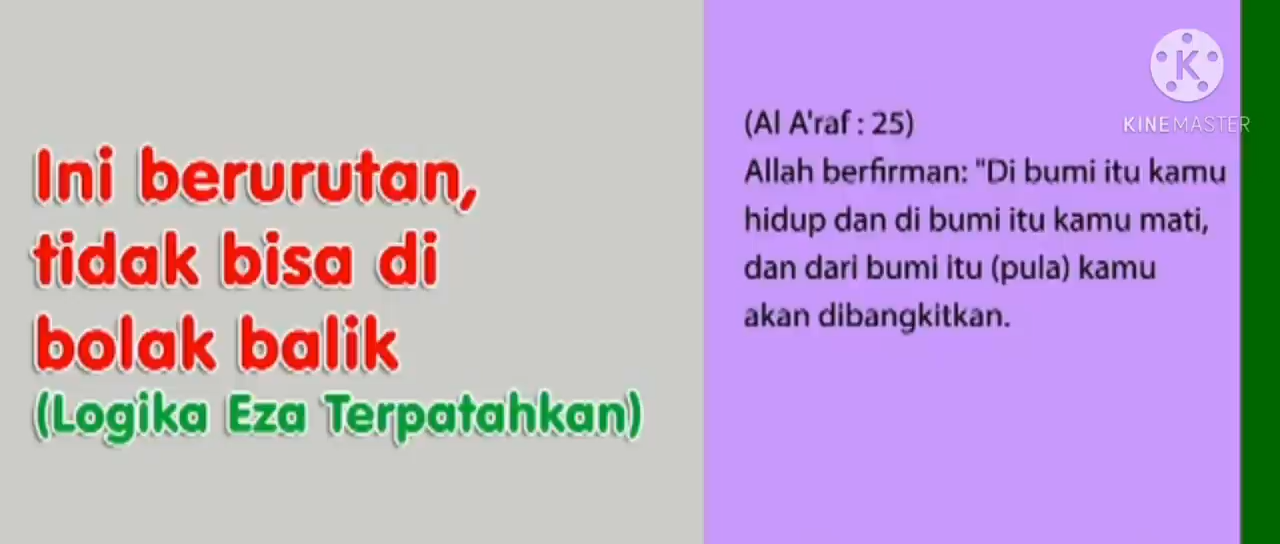 Ini berurutan,
tidak bisa di
bolak balik
(Logika Eza Terpatahkan)
(Al A'raf : 25)
Allah berfirman: "Di bumi itu kamu
hidup dan di bumi itu kamu mati,
dan dari bumi itu (pula) kamu
akan dibangkitkan.
K
KINEMASTER